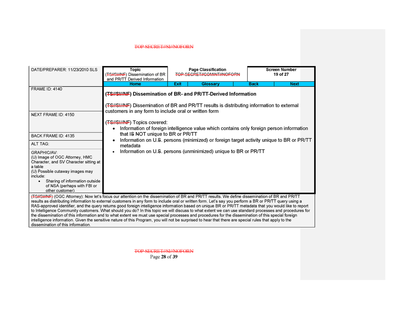 TOP SECRET//SI//NOFORN
DATE/PREPARER: 11/23/2010 SLS
Topic
(TS//SI//NF) Dissemination of BR
and PR/TT Derived Information
Page Classification
TOP SECRET//COMINT//NOFORN
Screen Number
19 of 27
Home
Exit
Glossary
Back
Next
FRAME ID: 4140
(TS//SI//NF) Dissemination of BR- and PR/TT-Derived Information
(TS//SI//NF) Dissemination of BR and PR/TT results is distributing information to external
customers in any form to include oral or written form
NEXT FRAME ID: 4150
(TS//SI//NF) Topics covered:
• Information of foreign intelligence value which contains only foreign person information
that IS NOT unique to BR or PR/TT
BACK FRAME ID: 4135
• Information on U.S. persons (minimized) or foreign target activity unique to BR or PR/TT
metadata
ALT TAG:
• Information on U.S. persons (unminimized) unique to BR or PR/TT
GRAPHIC/AV:
(U) Image of OGC Attorney, HMC
Character, and SV Character sitting at
a table
(U) Possible cutaway images may
include:
• Sharing of information outside
of NSA (perhaps with FBI or
other customer)
(TS//SI//NF) (OGC Attorney) Now let's focus our attention on the dissemination of BR and PR/TT results. We define dissemination of BR and PR/TT
results as distributing information to external customers in any form to include oral or written form. Let's say you perform a BR or PR/TT query using a
RAS-approved identifier, and the query returns good foreign intelligence information based on unique BR or PR/TT metadata that you would like to report
to Intelligence Community customers. What should you do? In this topic we will discuss to what extent we can use standard processes and procedures for
the dissemination of this information and to what extent we must use special processes and procedures for the dissemination of this special foreign
intelligence information. Given the sensitive nature of this Program, you will not be surprised to hear that there are special rules that apply to the
dissemination of this information.
TOP SECRET//SI//NOFORN
Page 28 of 39